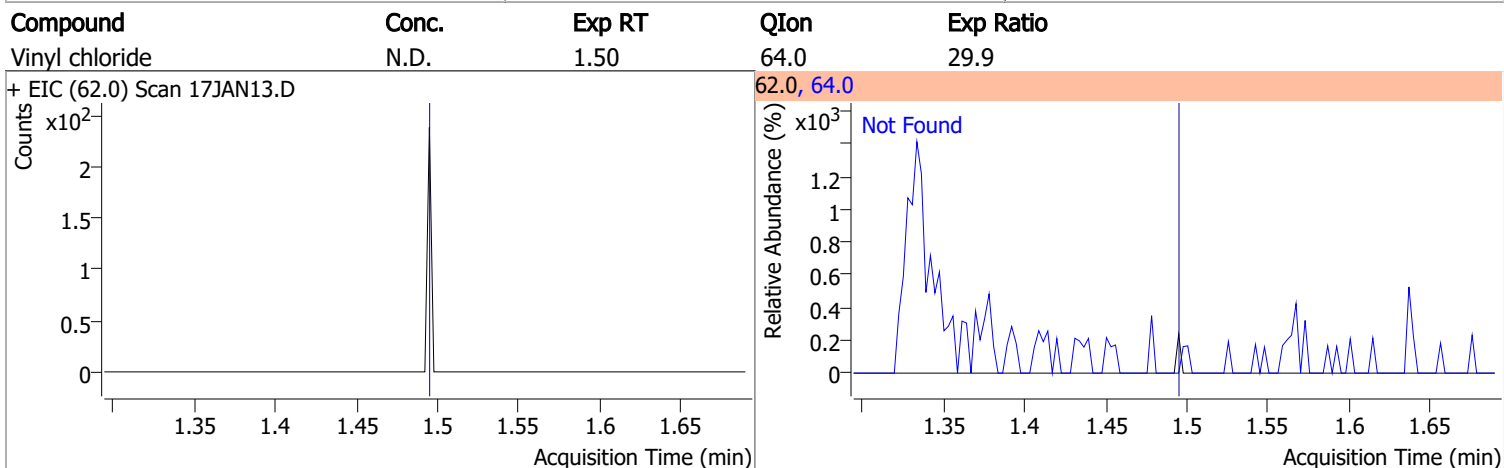 Compound Conc. Exp RT QIon Exp Ratio
Vinyl chloride N.D. 1.50 64.0 29.9
+ EIC (62.0) Scan 17JAN13.D
Counts
x10²
2
1.5
1
0.5
0
1.35 1.4 1.45 1.5 1.55 1.6 1.65
Acquisition Time (min)
62.0, 64.0
Relative Abundance (%)
x10³
Not Found
1.2
1
0.8
0.6
0.4
0.2
0
1.35 1.4 1.45 1.5 1.55 1.6 1.65
Acquisition Time (min)